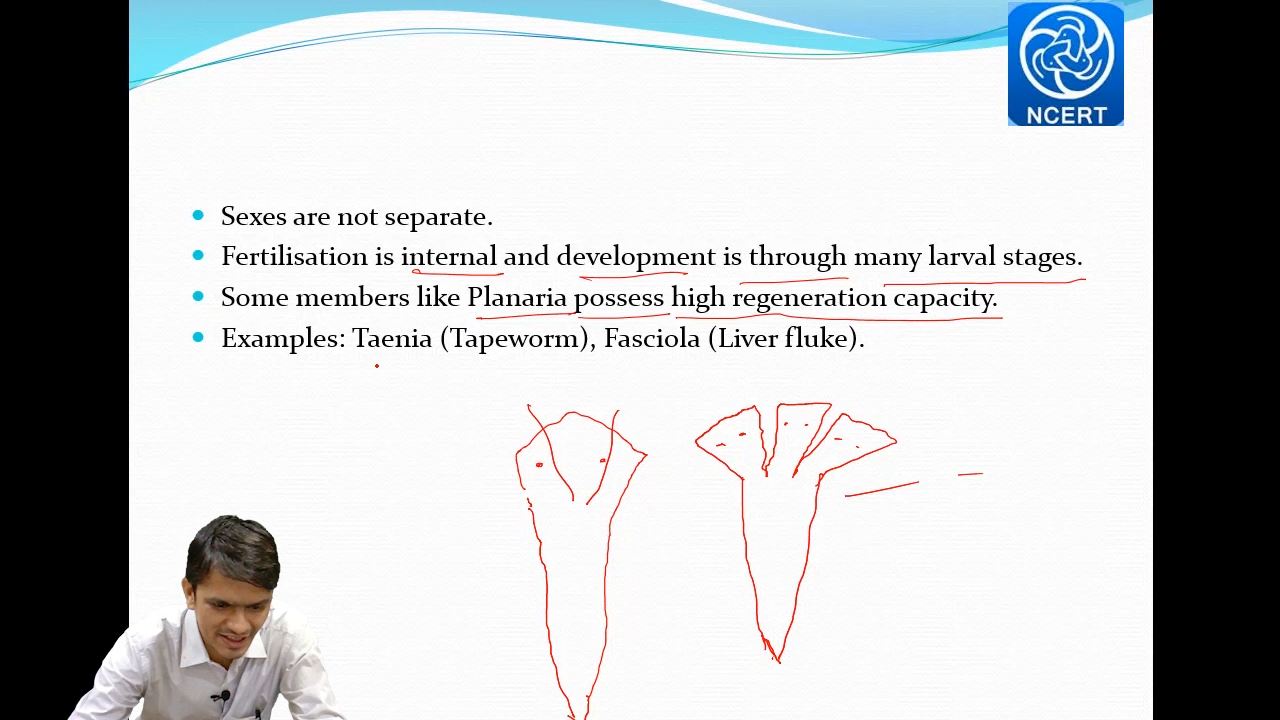 NCERT
• Sexes are not separate.
• Fertilisation is internal and development is through many larval stages.
• Some members like Planaria possess high regeneration capacity.
• Examples: Taenia (Tapeworm), Fasciola (Liver fluke).